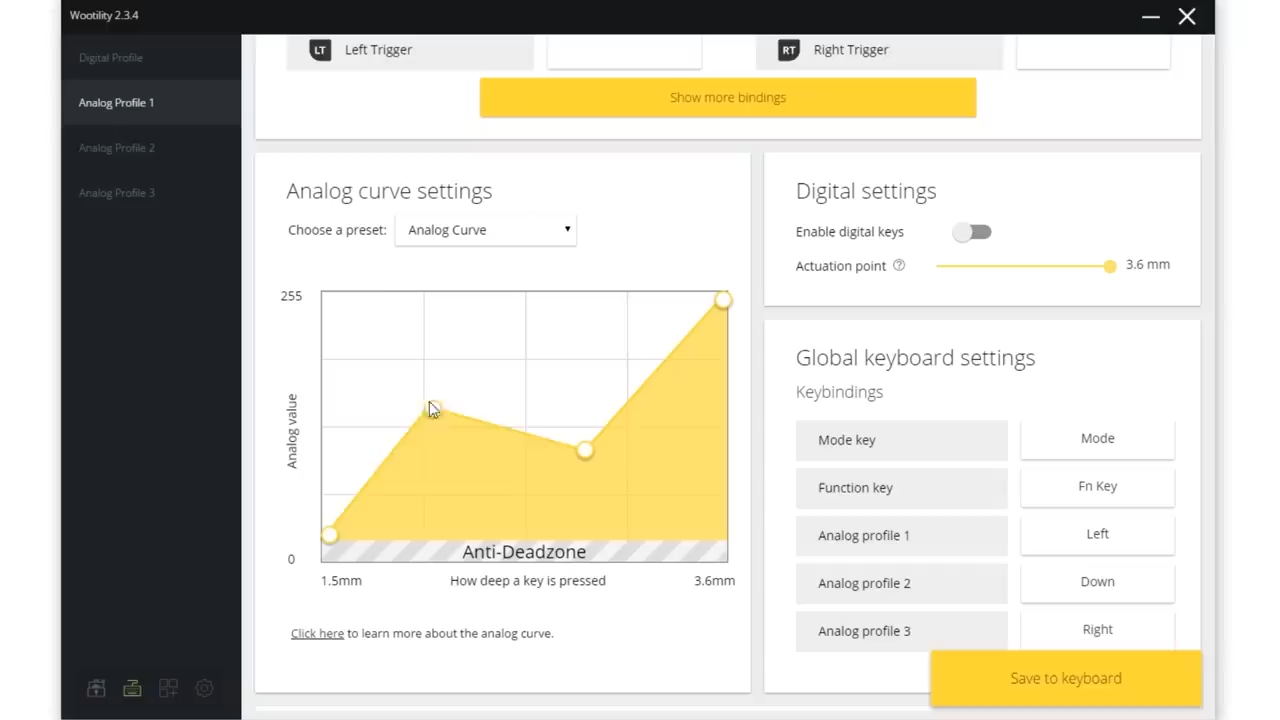 Wootility 2.3.4
Digital Profile
Analog Profile 1
Analog Profile 2
Analog Profile 3
LT Left Trigger
RT Right Trigger
Show more bindings
Analog curve settings
Choose a preset: Analog Curve
255
Analog value
0
Anti-Deadzone
1.5mm How deep a key is pressed 3.6mm
Click here to learn more about the analog curve.
Digital settings
Enable digital keys
Actuation point ? 3.6 mm
Global keyboard settings
Keybindings
Mode key Mode
Function key Fn Key
Analog profile 1 Left
Analog profile 2 Down
Analog profile 3 Right
Save to keyboard